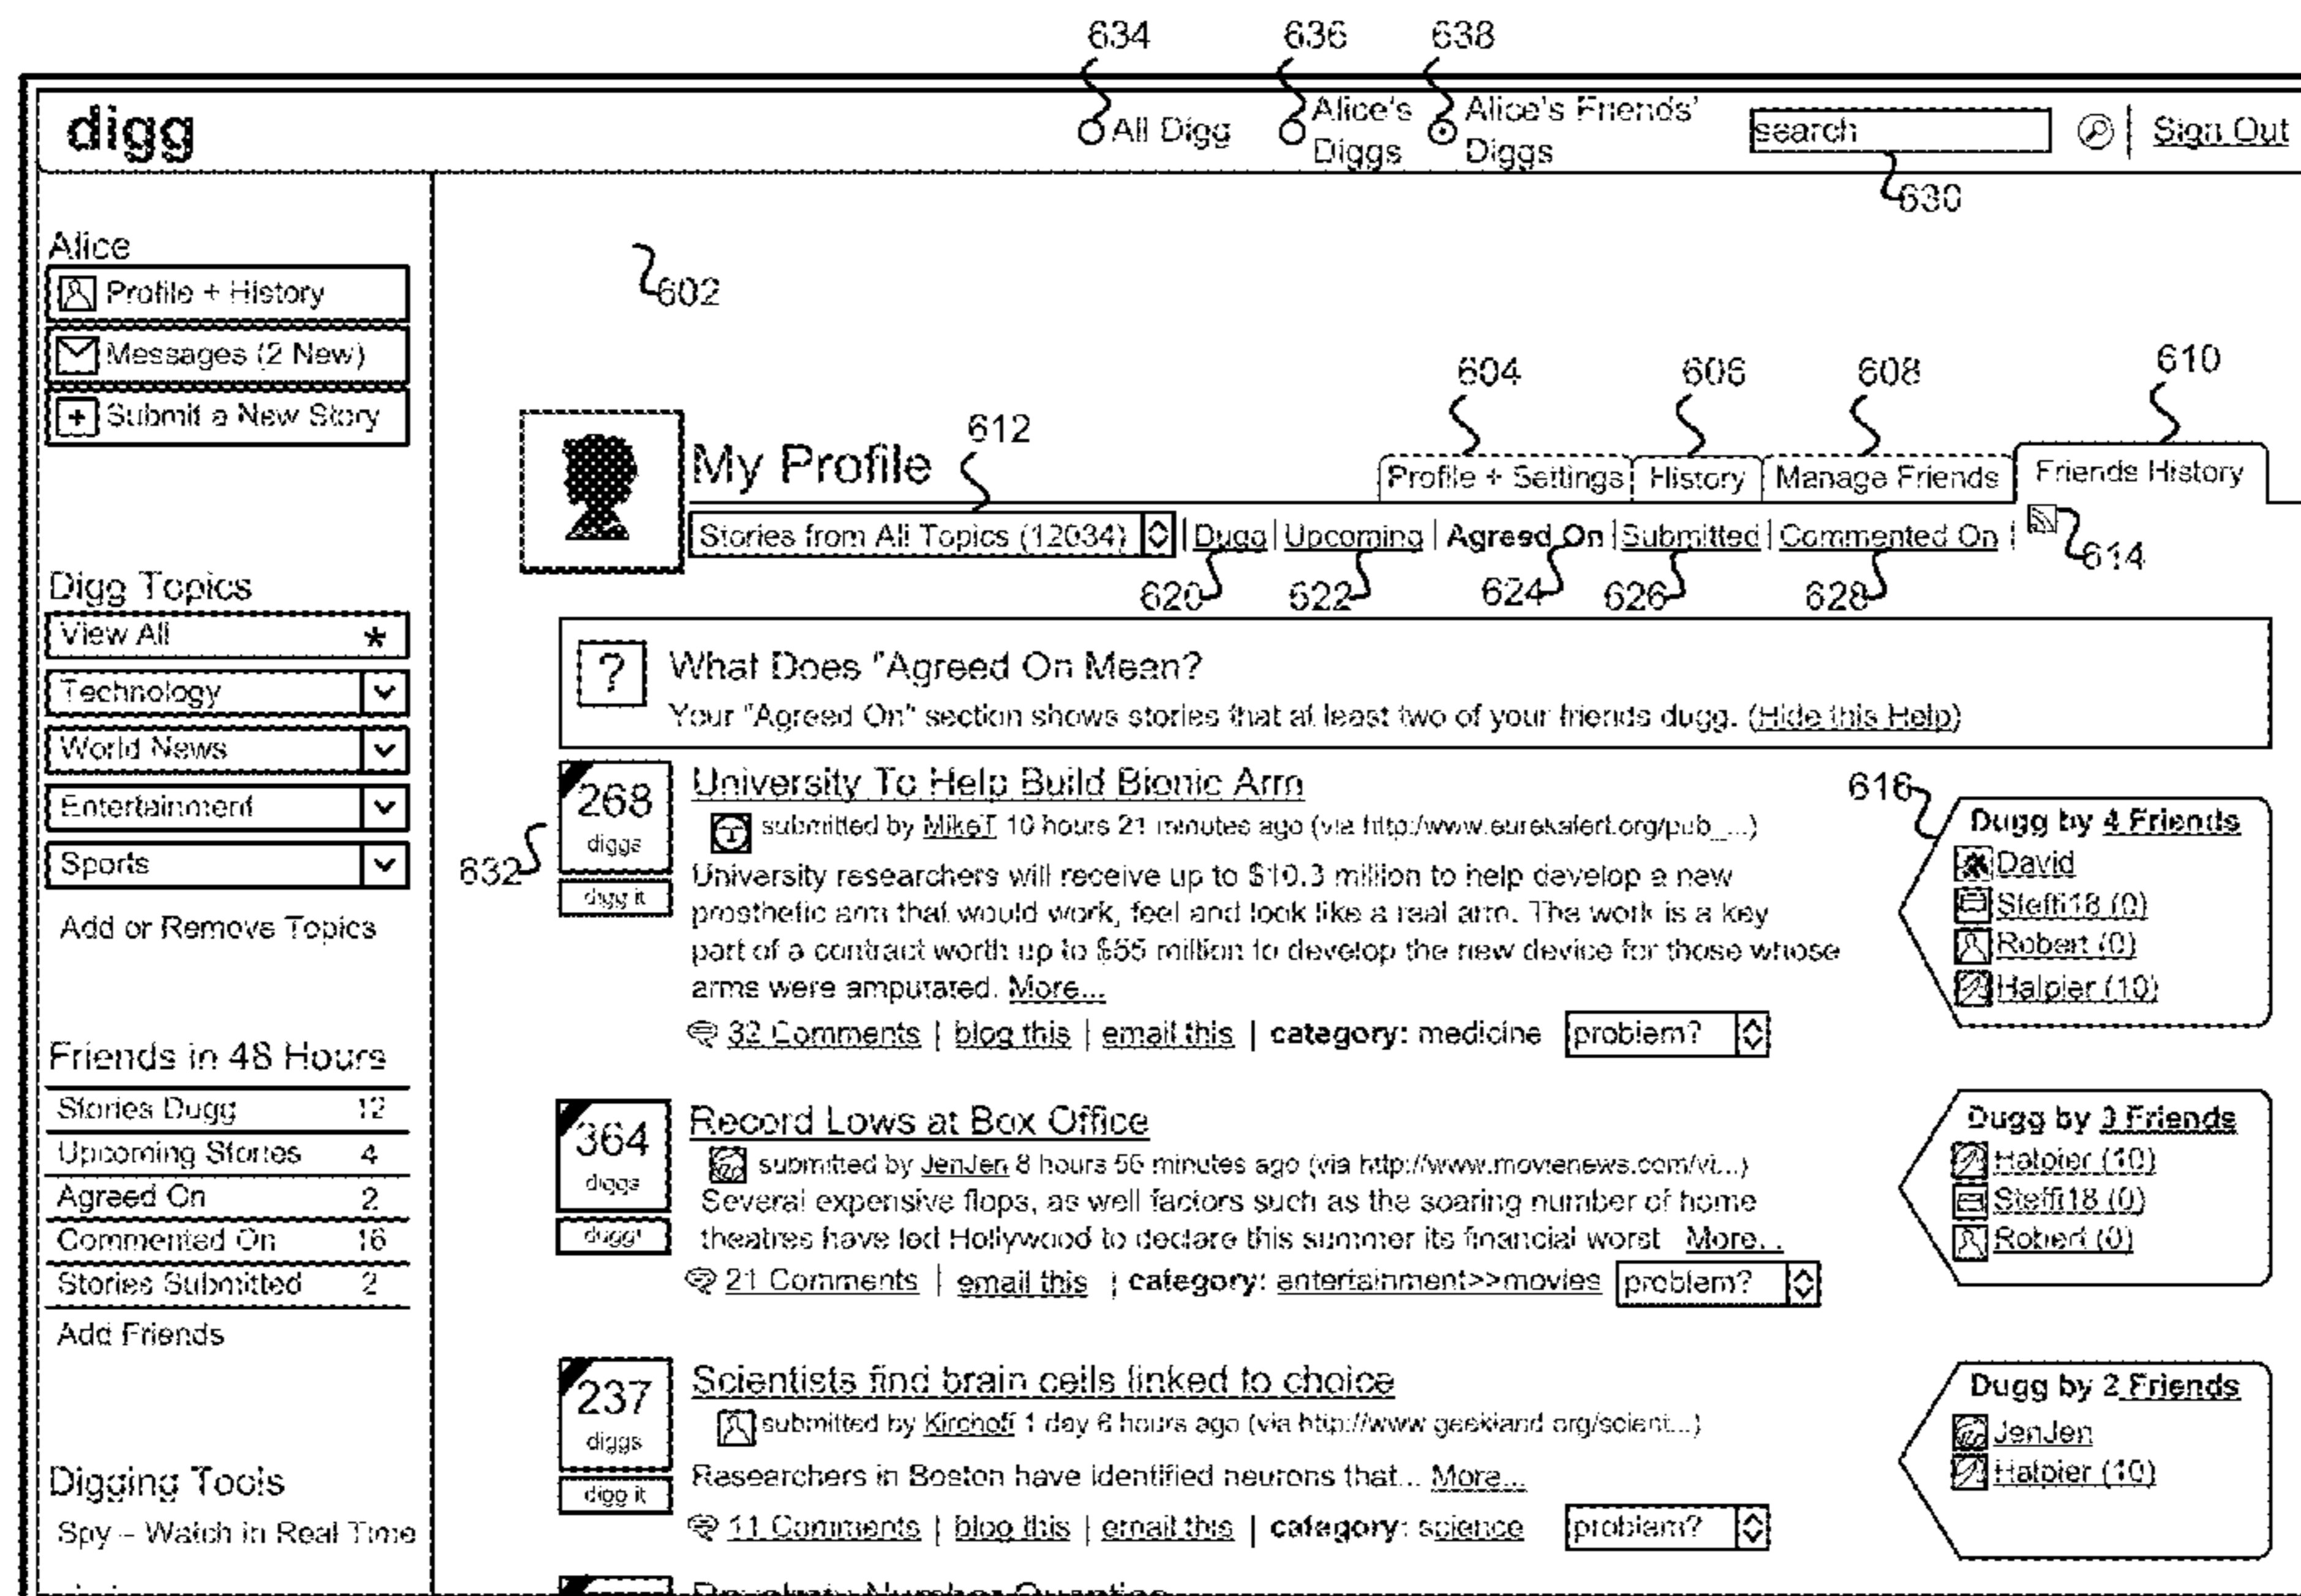 634 636 638
digg
All Digg
Alice's Diggs
Alice's Friends' Diggs
search
Sign Out
630
602
Alice
Profile + History
Messages (2 New)
Submit a New Story
604 606 608 610
612
My Profile
Profile + Settings
History
Manage Friends
Friends History
Stories from All Topics (12034) | Dugg | Upcoming | Agreed On | Submitted | Commented On |
614
620 622 624 626 628
Digg Topics
View All *
Technology
World News
Entertainment
Sports
Add or Remove Topics
Friends in 48 Hours
Stories Dugg 12
Upcoming Stories 4
Agreed On 2
Commented On 16
Stories Submitted 2
Add Friends
Digging Tools
Spy – Watch in Real Time
? What Does "Agreed On Mean?
Your "Agreed On" section shows stories that at least two of your friends dugg. (Hide this Help)
632
268
diggs
digg it
University To Help Build Bionic Arm
submitted by MikeT 10 hours 21 minutes ago (via http:/www.eurekalert.org/pub_...)
University researchers will receive up to $10.3 million to help develop a new
prosthetic arm that would work, feel and look like a real arm. The work is a key
part of a contract worth up to $55 million to develop the new device for those whose
arms were amputated. More...
32 Comments | blog this | email this | category: medicine
problem?
616
Dugg by 4 Friends
David
Steffi18 (0)
Robert (0)
Halpier (10)
364
diggs
dugg!
Record Lows at Box Office
submitted by JenJen 8 hours 56 minutes ago (via http://www.movienews.com/vi...)
Several expensive flops, as well factors such as the soaring number of home
theatres have led Hollywood to declare this summer its financial worst More...
21 Comments | email this | category: entertainment>>movies
problem?
Dugg by 3 Friends
Halpier (10)
Steffi18 (0)
Robert (0)
237
diggs
digg it
Scientists find brain cells linked to choice
submitted by Kirchoff 1 day 6 hours ago (via http://www.geekland.org/scient...)
Researchers in Boston have identified neurons that... More...
11 Comments | blog this | email this | category: science
problem?
Dugg by 2 Friends
JenJen
Halpier (10)